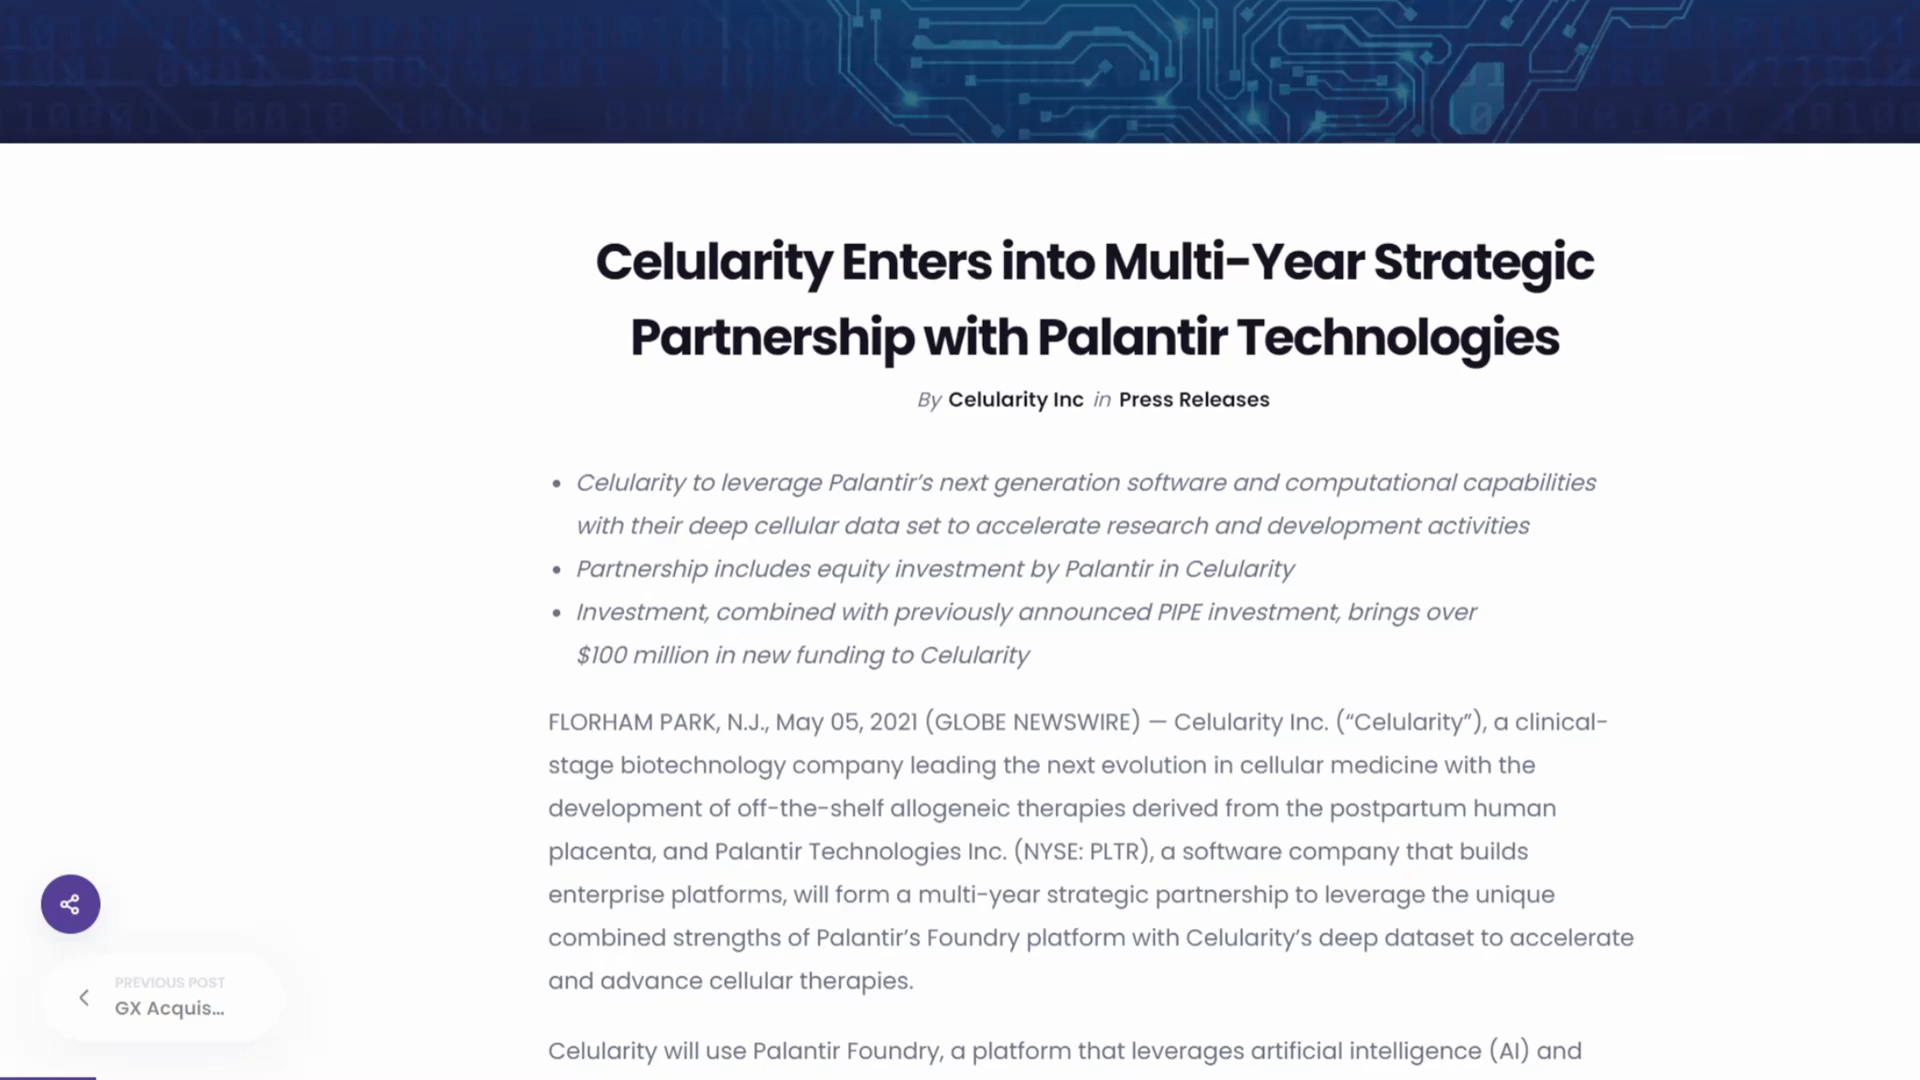 Celularity Enters into Multi-Year Strategic
Partnership with Palantir Technologies
By Celularity Inc in Press Releases
• Celularity to leverage Palantir’s next generation software and computational capabilities
with their deep cellular data set to accelerate research and development activities
• Partnership includes equity investment by Palantir in Celularity
• Investment, combined with previously announced PIPE investment, brings over
$100 million in new funding to Celularity
FLORHAM PARK, N.J., May 05, 2021 (GLOBE NEWSWIRE) — Celularity Inc. (“Celularity”), a clinical-
stage biotechnology company leading the next evolution in cellular medicine with the
development of off-the-shelf allogeneic therapies derived from the postpartum human
placenta, and Palantir Technologies Inc. (NYSE: PLTR), a software company that builds
enterprise platforms, will form a multi-year strategic partnership to leverage the unique
combined strengths of Palantir’s Foundry platform with Celularity’s deep dataset to accelerate
and advance cellular therapies.
PREVIOUS POST
GX Acquis...
Celularity will use Palantir Foundry, a platform that leverages artificial intelligence (AI) and